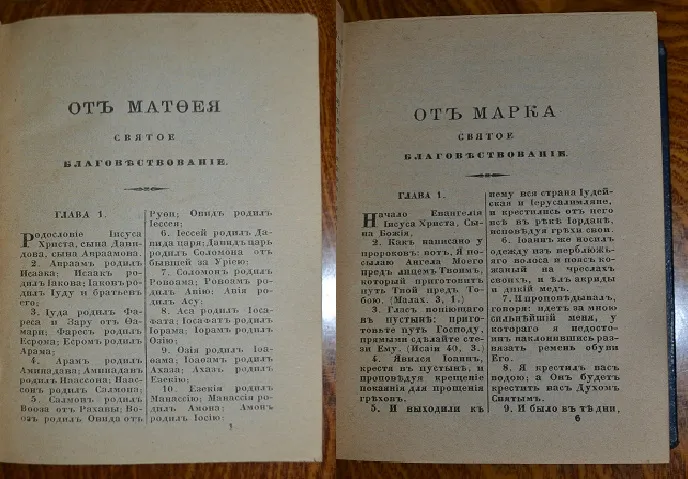 ОТЪ МАТѲЕЯ
СВЯТОЕ
БЛАГОВѢСТВОВАНІЕ.
ГЛАВА 1.
Родословіе Іисуса
Христа, сына Дави-
дова, сына Авраамова.
2. Авраамъ родилъ
Исаака; Исаакъ ро-
дилъ Іакова; Іаковъ ро-
дилъ Іуду и братьевъ
его;
3. Іуда родилъ Фа-
реса и Зару отъ Ѳа-
мари; Фаресъ родилъ
Есрома; Есромъ родилъ
Арама;
4. Арамъ родилъ
Аминадава; Аминаданъ
родилъ Наассона; Наас-
сонъ родилъ Салмона;
5. Салмонъ родилъ
Вооза отъ Рахавы; Во-
озъ родилъ Овида отъ
Руѳи; Овидъ родилъ
Іессея;
6. Іессей родилъ Да-
вида царя; Давидъ царь
родилъ Соломона отъ
бывшей за Уріею;
7. Соломонъ родилъ
Ровоама; Ровоамъ ро-
дилъ Авію; Авія ро-
дилъ Асу;
8. Аса родилъ Іоса-
фата; Іосафатъ родилъ
Іорама; Іорамъ родилъ
Озію;
9. Озія родилъ Іоа-
ѳама; Іоаѳамъ родилъ
Ахаза; Ахазъ родилъ
Езекію;
10. Езекія родилъ
Манассію; Манассія ро-
дилъ Амона; Амонъ
родилъ Іосію;
ОТЪ МАРКА
СВЯТОЕ
БЛАГОВѢСТВОВАНІЕ.
ГЛАВА 1.
Начало Евангелія
Іисуса Христа, Сы-
на Божія,
2. Какъ написано у
пророковъ: вотъ, Я по-
сылаю Ангела Моего
предъ лицемъ Твоимъ,
который приготовитъ
путь Твой предъ То-
бою. (Малах. 3, 1.)
3. Гласъ вопіющаго
въ пустынѣ; приго-
товьте путь Господу,
прямыми сдѣлайте сте-
зи Ему. (Исаіи 40, 3.)
4. Явился Іоаннъ,
крестя въ пустынѣ, и
проповѣдуя крещеніе
покаянія для прощенія
грѣховъ.
5. И выходили къ
нему вся страна Іудей-
ская и Іерусалимляне,
и крестились отъ него
всѣ въ рѣкѣ Іорданѣ,
исповѣдуя грѣхи свои.
6. Іоаннъ же носилъ
одежду изъ верблюжь-
яго волоса и поясъ ко-
жаный на чреслахъ
своихъ, и ѣлъ акриды
и дикій медъ.
7. И проповѣдывалъ,
говоря: идетъ за мною
сильнѣйшій меня, у
котораго я недосто-
инъ наклонившись раз-
вязать ремень обуви
Его.
8. Я крестилъ васъ
водою; а Онъ будетъ
крестить васъ Духомъ
Святымъ.
9. И было въ тѣ дни,
6